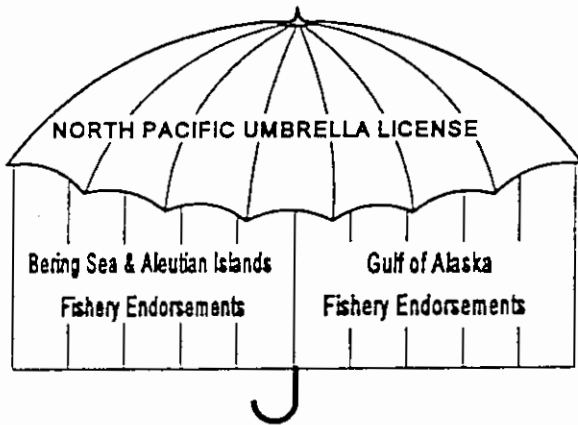 NORTH PACIFIC UMBRELLA LICENSE
Bering Sea & Aleutian Islands
Fishery Endorsements
Gulf of Alaska
Fishery Endorsements